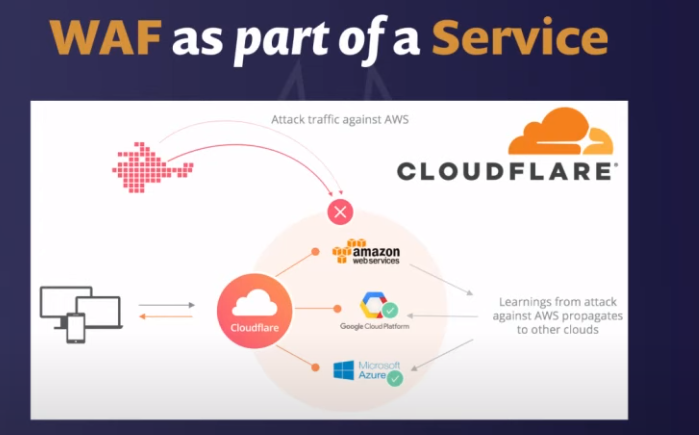 WAF as part of a Service
Attack traffic against AWS
CLOUDFLARE
amazon
web services
Cloudflare
Google Cloud Platform
Learnings from attack
against AWS propagates
to other clouds
Microsoft
Azure